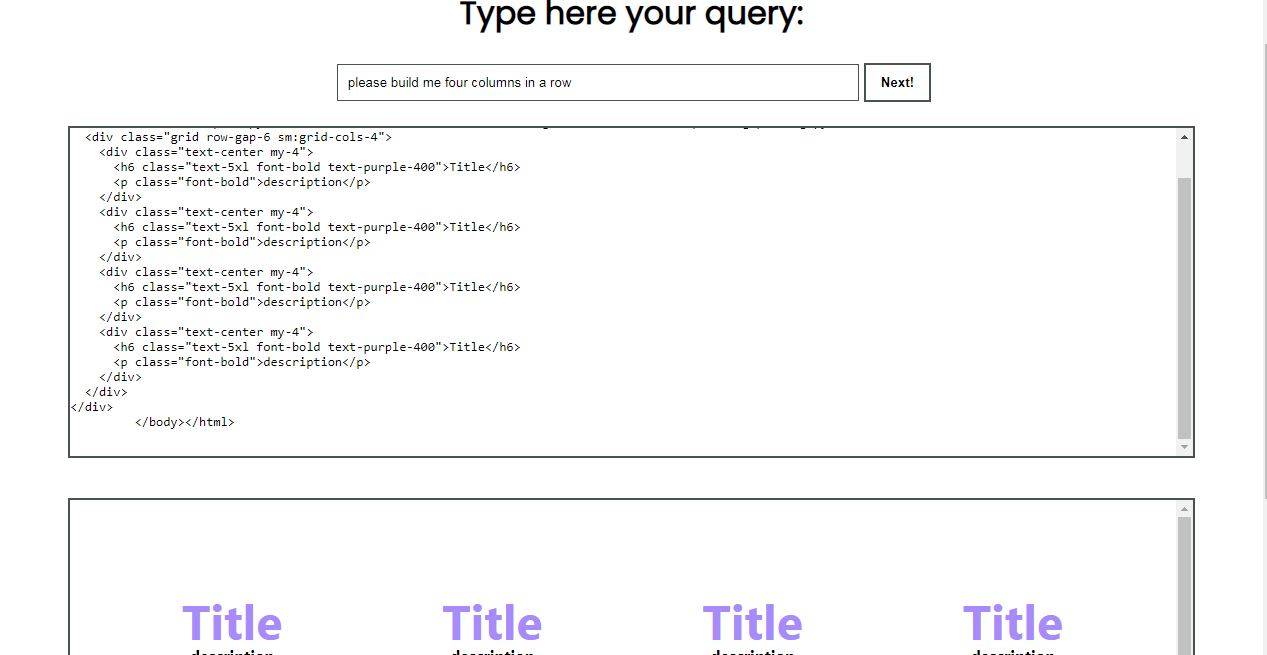 Type here your query:
please build me four columns in a row
Next!
<div class="grid row-gap-6 sm:grid-cols-4">
<div class="text-center my-4">
<h6 class="text-5xl font-bold text-purple-400">Title</h6>
<p class="font-bold">description</p>
</div>
<div class="text-center my-4">
<h6 class="text-5xl font-bold text-purple-400">Title</h6>
<p class="font-bold">description</p>
</div>
<div class="text-center my-4">
<h6 class="text-5xl font-bold text-purple-400">Title</h6>
<p class="font-bold">description</p>
</div>
<div class="text-center my-4">
<h6 class="text-5xl font-bold text-purple-400">Title</h6>
<p class="font-bold">description</p>
</div>
</div>
</div>
</body></html>
Title Title Title Title
description description description description